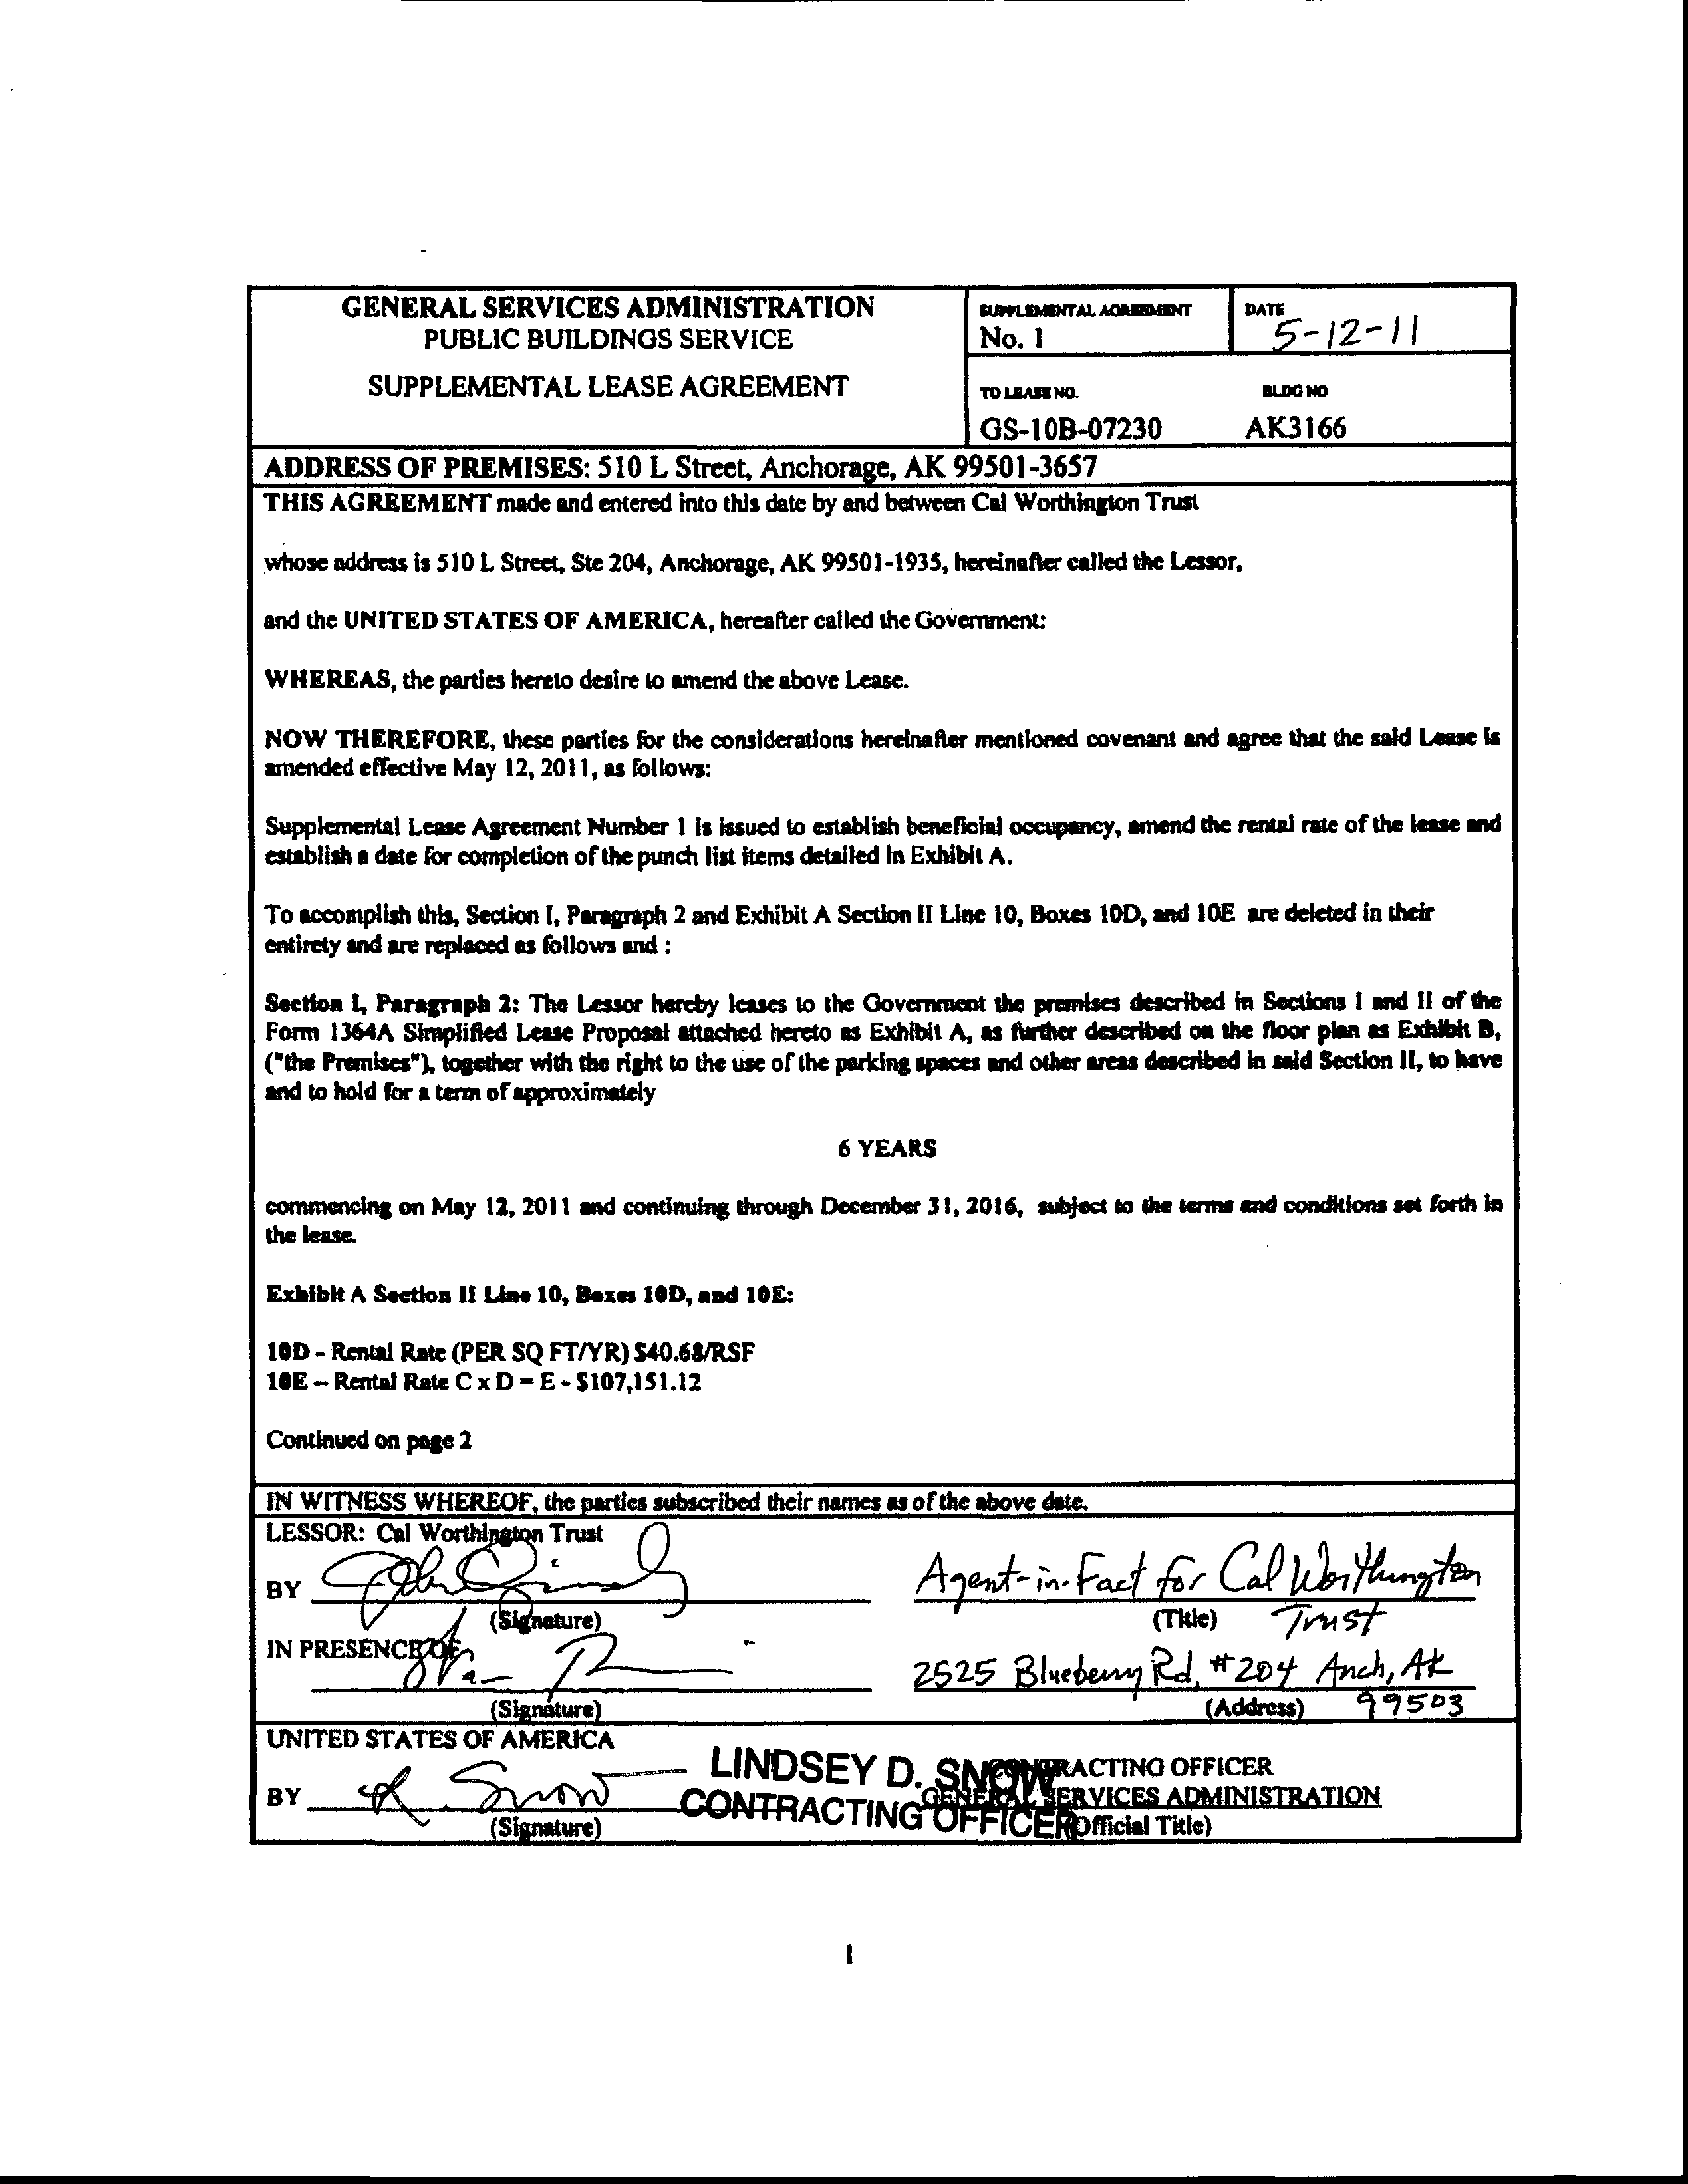 GENERAL SERVICES ADMINISTRATION
PUBLIC BUILDINGS SERVICE
SUPPLEMENTAL LEASE AGREEMENT
SUPPLEMENTAL AGREEMENT
No. 1
DATE
5-12-11
TO LEASE NO.
GS-10B-07230
BLDG NO
AK3166
ADDRESS OF PREMISES: 510 L Street, Anchorage, AK 99501-3657
THIS AGREEMENT made and entered into this date by and between Cal Worthington Trust
whose address is 510 L Street, Ste 204, Anchorage, AK 99501-1935, hereinafter called the Lessor,
and the UNITED STATES OF AMERICA, hereafter called the Government:
WHEREAS, the parties hereto desire to amend the above Lease.
NOW THEREFORE, these parties for the considerations hereinafter mentioned covenant and agree that the said Lease is
amended effective May 12, 2011, as follows:
Supplemental Lease Agreement Number 1 is issued to establish beneficial occupancy, amend the rental rate of the lease and
establish a date for completion of the punch list items detailed in Exhibit A.
To accomplish this, Section I, Paragraph 2 and Exhibit A Section II Line 10, Boxes 10D, and 10E are deleted in their
entirety and are replaced as follows and :
Section I, Paragraph 2: The Lessor hereby leases to the Government the premises described in Sections I and II of the
Form 1364A Simplified Lease Proposal attached hereto as Exhibit A, as further described on the floor plan as Exhibit B,
("the Premises"), together with the right to the use of the parking spaces and other areas described in said Section II, to have
and to hold for a term of approximately
6 YEARS
commencing on May 12, 2011 and continuing through December 31, 2016, subject to the terms and conditions set forth in
the lease.
Exhibit A Section II Line 10, Boxes 10D, and 10E:
10D - Rental Rate (PER SQ FT/YR) $40.68/RSF
10E – Rental Rate C x D = E - $107,151.12
Continued on page 2
IN WITNESS WHEREOF, the parties subscribed their names as of the above date.
LESSOR: Cal Worthington Trust
BY
(Signature)
Agent-in-Fact for Cal Worthington
(Title) Trust
IN PRESENCE OF
(Signature)
2525 Blueberry Rd, #204 Anch, AK
(Address) 99503
UNITED STATES OF AMERICA
BY
Snow
(Signature)
LINDSEY D. SNOW
CONTRACTING OFFICER
CONTRACTING OFFICER
GENERAL SERVICES ADMINISTRATION
(Official Title)
1